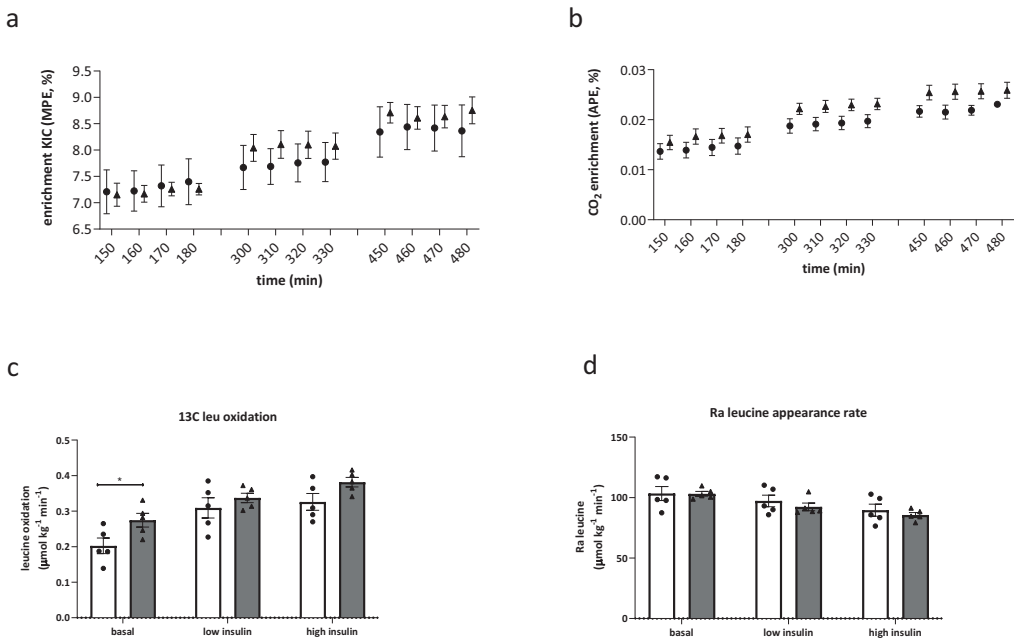 a
enrichment KIC (MPE, %)
9.5
9.0
8.5
8.0
7.5
7.0
6.5
150 160 170 180 300 310 320 330 450 460 470 480
time (min)
b
CO₂ enrichment (APE, %)
0.03
0.02
0.01
0.00
150 160 170 180 300 310 320 330 450 460 470 480
time (min)
c
13C leu oxidation
leucine oxidation
(µmol kg⁻¹ min⁻¹)
0.5
0.4
0.3
0.2
0.1
0.0
*
basal low insulin high insulin
d
Ra leucine appearance rate
Ra leucine
(µmol kg⁻¹ min⁻¹)
150
100
50
0
basal low insulin high insulin